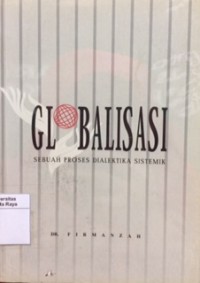 GLOBALISASI
SEBUAH PROSES DIALEKTIKA SISTEMIK
DR. FIRMANZAH